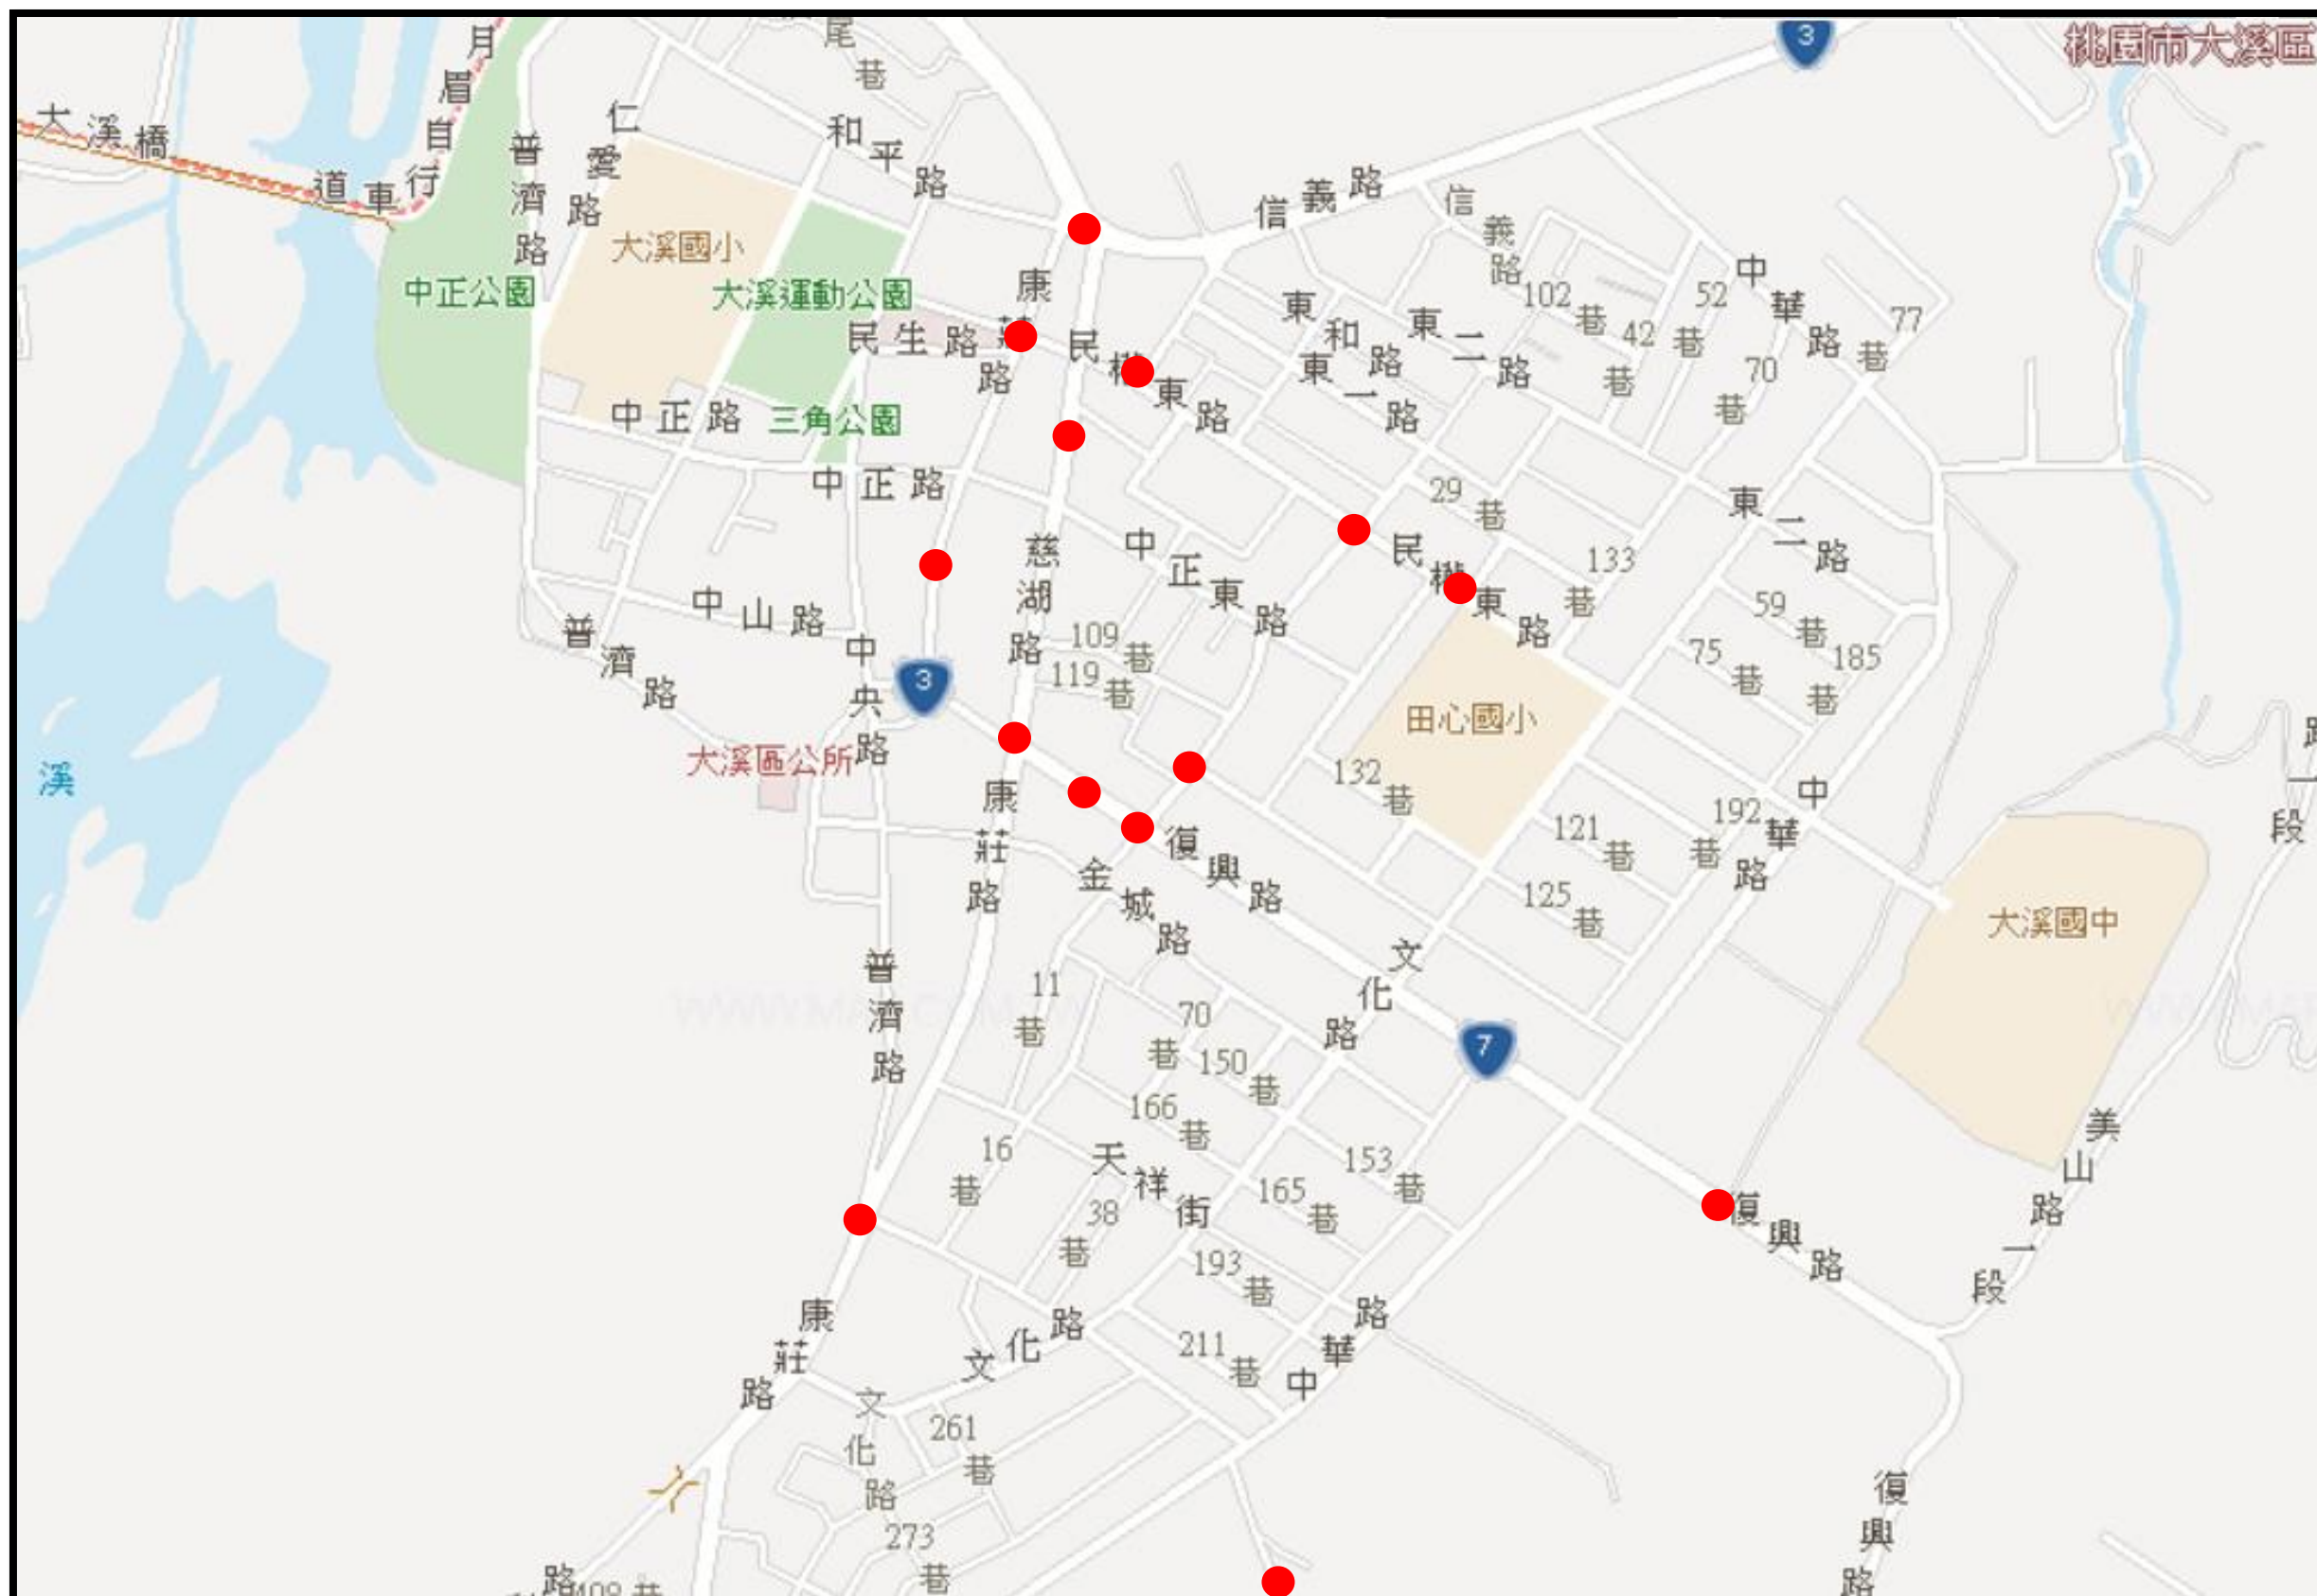 桃園市大溪區
3
尾巷
月眉自行車道
大溪橋
仁愛路
普濟路
和平路
信義路
信義路
大溪國小
中正公園
大溪運動公園
康莊路
民生路
民權東路
東和路
東一路
東二路
102巷
42巷
52巷
70巷
中華路
77巷
中正路
三角公園
中正路
29巷
133巷
東二路
慈湖路
中正東路
民權東路
59巷
75巷
185巷
中山路
普濟路
中央路
3
109巷
119巷
田心國小
大溪區公所
溪
132巷
康莊路
金城路
復興路
121巷
125巷
192巷
中華路
大溪國中
路一段
文化路
普濟路
11巷
70巷
150巷
166巷
7
16巷
天祥街
38巷
153巷
165巷
193巷
211巷
復興路
美山路一段
康莊路
文化路
中華路
文化路
261巷
273巷
復興路
路